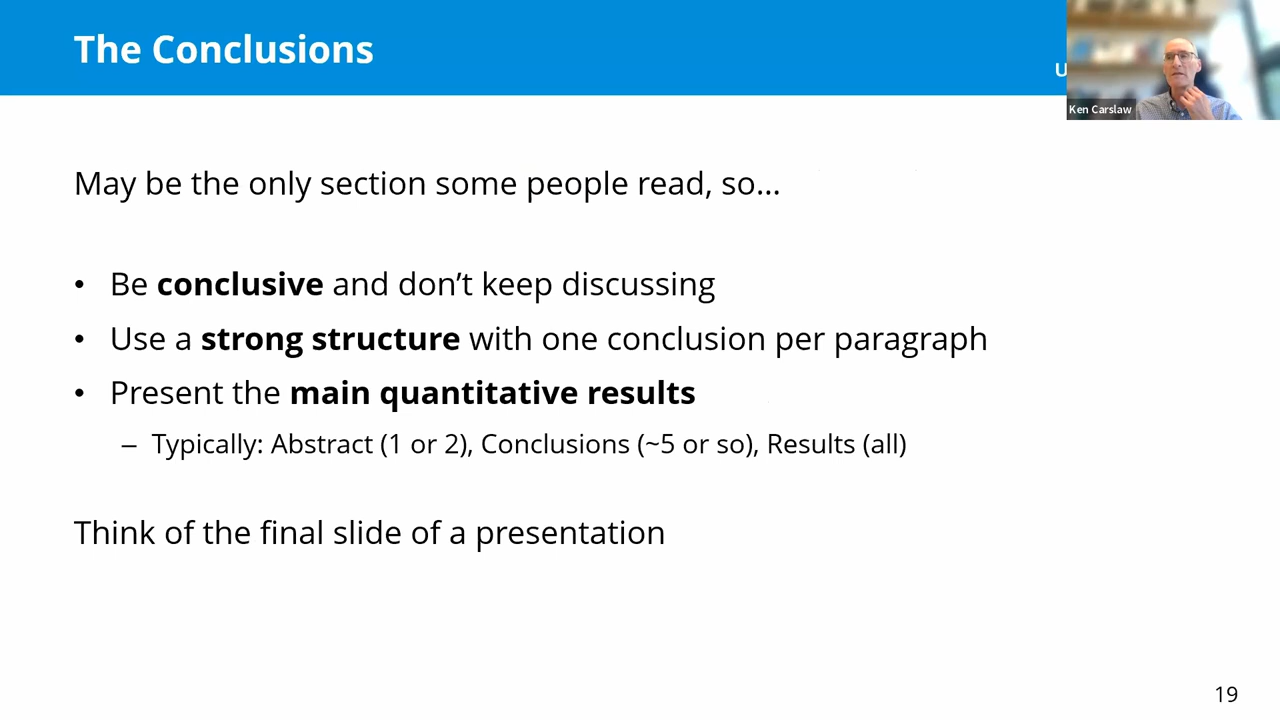 The Conclusions
U
Ken Carslaw
May be the only section some people read, so...
• Be conclusive and don’t keep discussing
• Use a strong structure with one conclusion per paragraph
• Present the main quantitative results
– Typically: Abstract (1 or 2), Conclusions (~5 or so), Results (all)
Think of the final slide of a presentation
19